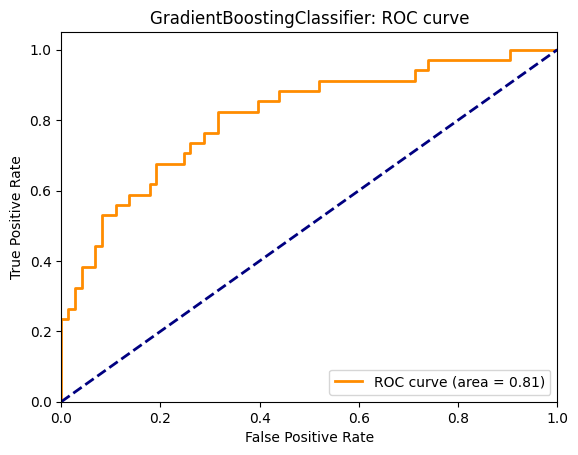 GradientBoostingClassifier: ROC curve
1.0
0.8
0.6
0.4
0.2
0.0
True Positive Rate
ROC curve (area = 0.81)
0.0 0.2 0.4 0.6 0.8 1.0
False Positive Rate